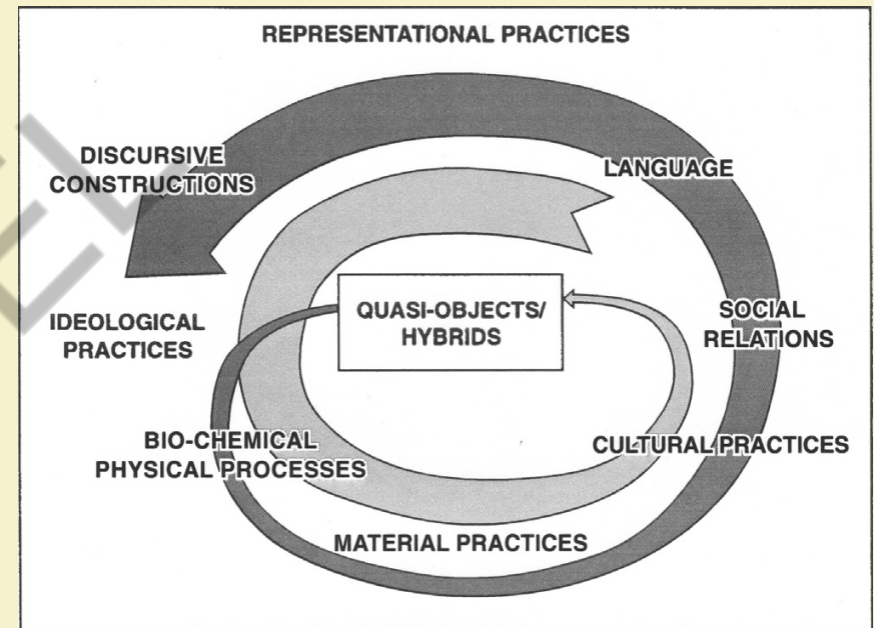 REPRESENTATIONAL PRACTICES
DISCURSIVE
CONSTRUCTIONS
LANGUAGE
QUASI-OBJECTS/
HYBRIDS
IDEOLOGICAL
PRACTICES
SOCIAL
RELATIONS
BIO-CHEMICAL
PHYSICAL PROCESSES
CULTURAL PRACTICES
MATERIAL PRACTICES